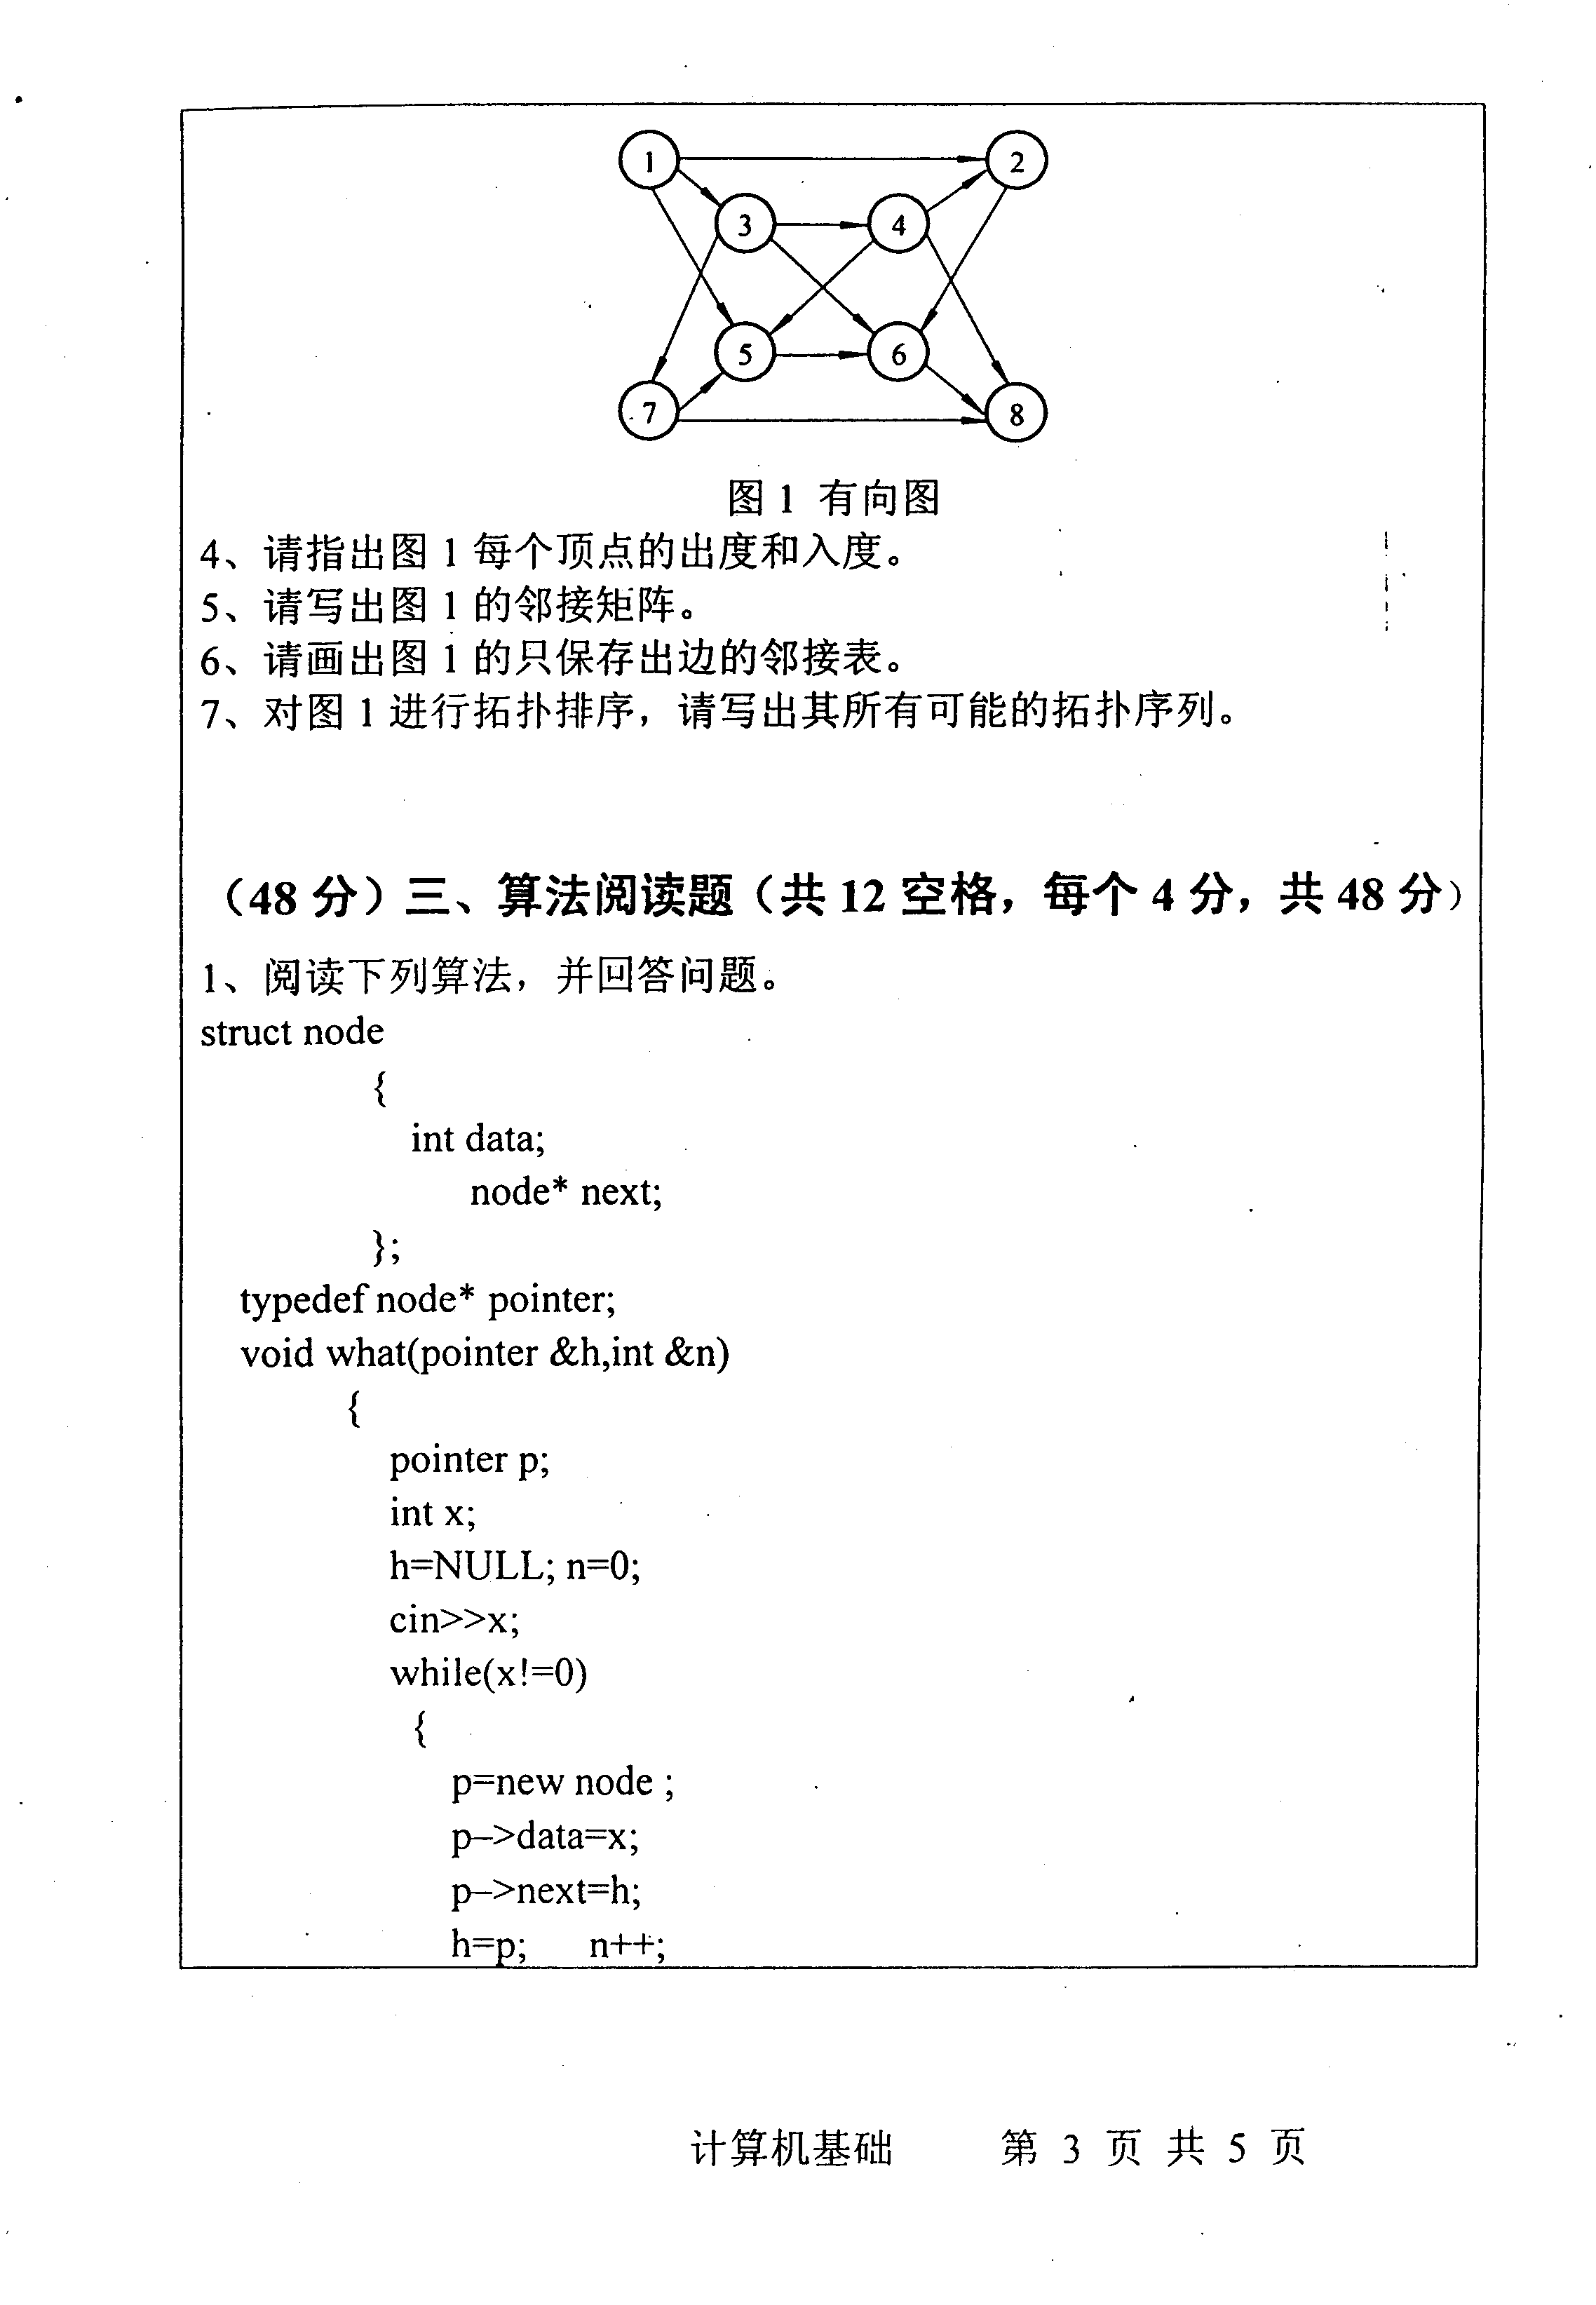 1
2
3
4
5
6
7
8
图 1 有向图
4、请指出图 1 每个顶点的出度和入度。
5、请写出图 1 的邻接矩阵。
6、请画出图 1 的只保存出边的邻接表。
7、对图 1 进行拓扑排序，请写出其所有可能的拓扑序列。
（48 分）三、算法阅读题（共 12 空格，每个 4 分，共 48 分）
1、阅读下列算法，并回答问题。
struct node
{
int data;
node* next;
};
typedef node* pointer;
void what(pointer &h,int &n)
{
pointer p;
int x;
h=NULL; n=0;
cin>>x;
while(x!=0)
{
p=new node ;
p–>data=x;
p–>next=h;
h=p; n++;
计算机基础 第 3 页 共 5 页